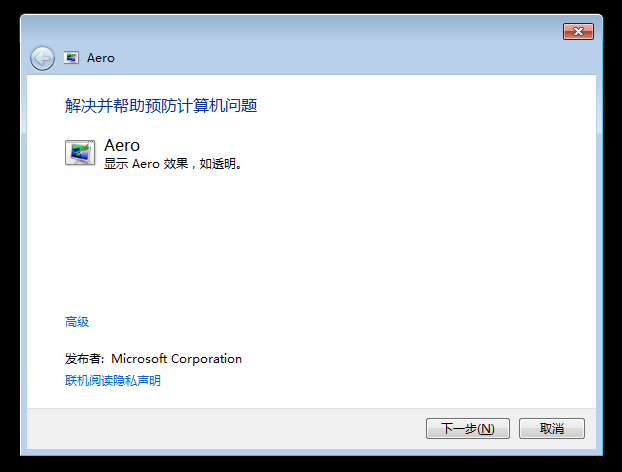 Aero
解决并帮助预防计算机问题
Aero
显示 Aero 效果，如透明。
高级
发布者: Microsoft Corporation
联机阅读隐私声明
下一步(N)
取消